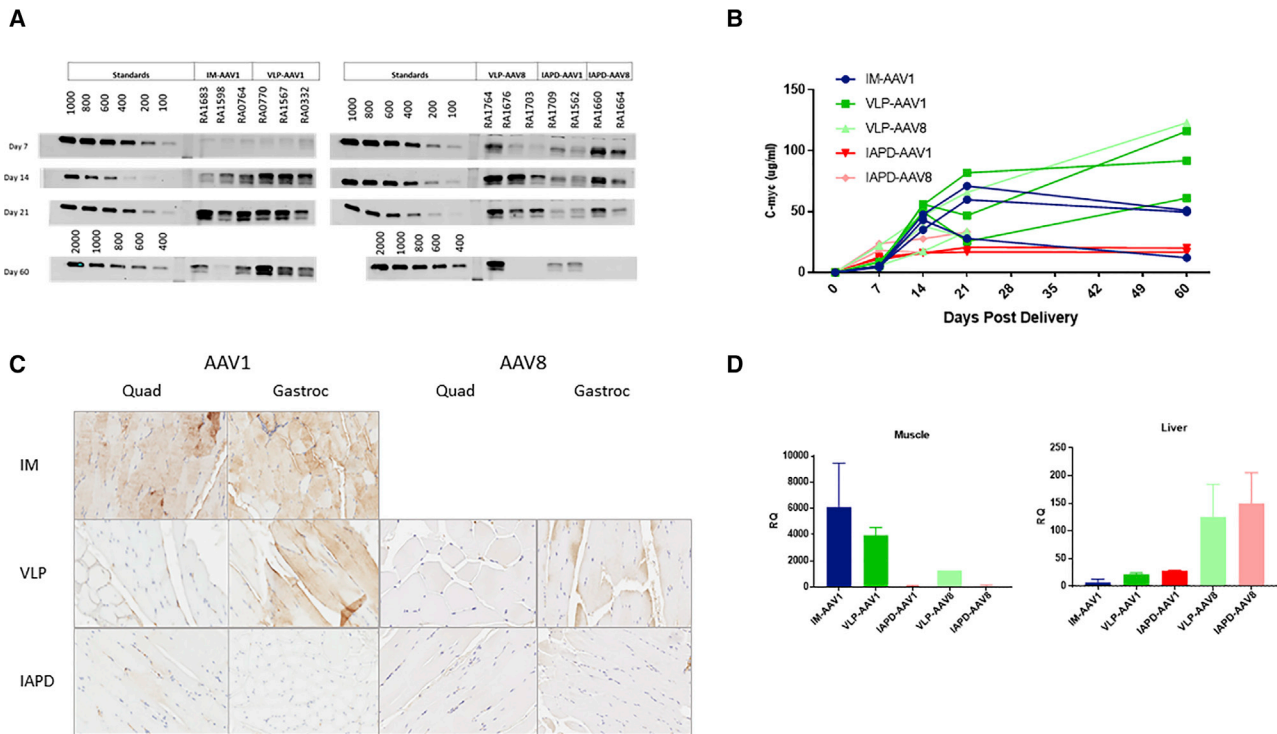 A
Standards IM-AAV1 VLP-AAV1
1000 800 600 400 200 100 RA1683 RA1598 RA0764 RA0770 RA1567 RA0332
Day 7
Day 14
Day 21
2000 1000 800 600 400
Day 60
Standards VLP-AAV8 IAPD-AAV1 IAPD-AAV8
1000 800 600 400 200 100 RA1764 RA1676 RA1703 RA1709 RA1562 RA1660 RA1664
2000 1000 800 600 400
B
C-myc (ug/ml)
150
100
50
0
IM-AAV1
VLP-AAV1
VLP-AAV8
IAPD-AAV1
IAPD-AAV8
0 7 14 21 28 35 42 49 60
Days Post Delivery
C
AAV1 AAV8
Quad Gastroc Quad Gastroc
IM
VLP
IAPD
D
Muscle
RQ
10000
8000
6000
4000
2000
0
IM-AAV1 VLP-AAV1 IAPD-AAV1 VLP-AAV8 IAPD-AAV8
Liver
RQ
250
200
150
100
50
0
IM-AAV1 VLP-AAV1 IAPD-AAV1 VLP-AAV8 IAPD-AAV8